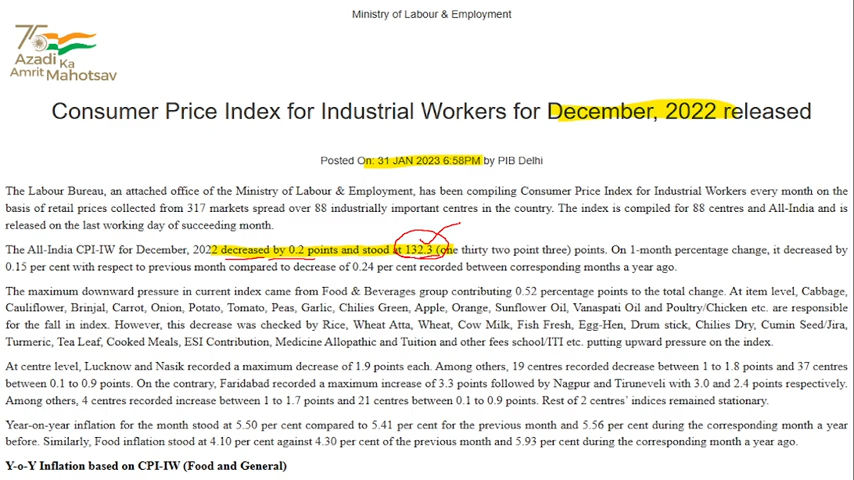 Ministry of Labour & Employment
75
Azadi Ka
Amrit Mahotsav
Consumer Price Index for Industrial Workers for December, 2022 released
Posted On: 31 JAN 2023 6:58PM by PIB Delhi
The Labour Bureau, an attached office of the Ministry of Labour & Employment, has been compiling Consumer Price Index for Industrial Workers every month on the
basis of retail prices collected from 317 markets spread over 88 industrially important centres in the country. The index is compiled for 88 centres and All-India and is
released on the last working day of succeeding month.
The All-India CPI-IW for December, 2022 decreased by 0.2 points and stood at 132.3 (one thirty two point three) points. On 1-month percentage change, it decreased by
0.15 per cent with respect to previous month compared to decrease of 0.24 per cent recorded between corresponding months a year ago.
The maximum downward pressure in current index came from Food & Beverages group contributing 0.52 percentage points to the total change. At item level, Cabbage,
Cauliflower, Brinjal, Carrot, Onion, Potato, Tomato, Peas, Garlic, Chilies Green, Apple, Orange, Sunflower Oil, Vanaspati Oil and Poultry/Chicken etc. are responsible
for the fall in index. However, this decrease was checked by Rice, Wheat Atta, Wheat, Cow Milk, Fish Fresh, Egg-Hen, Drum stick, Chilies Dry, Cumin Seed/Jira,
Turmeric, Tea Leaf, Cooked Meals, ESI Contribution, Medicine Allopathic and Tuition and other fees school/ITI etc. putting upward pressure on the index.
At centre level, Lucknow and Nasik recorded a maximum decrease of 1.9 points each. Among others, 19 centres recorded decrease between 1 to 1.8 points and 37 centres
between 0.1 to 0.9 points. On the contrary, Faridabad recorded a maximum increase of 3.3 points followed by Nagpur and Tiruneveli with 3.0 and 2.4 points respectively.
Among others, 4 centres recorded increase between 1 to 1.7 points and 21 centres between 0.1 to 0.9 points. Rest of 2 centres' indices remained stationary.
Year-on-year inflation for the month stood at 5.50 per cent compared to 5.41 per cent for the previous month and 5.56 per cent during the corresponding month a year
before. Similarly, Food inflation stood at 4.10 per cent against 4.30 per cent of the previous month and 5.93 per cent during the corresponding month a year ago.
Y-o-Y Inflation based on CPI-IW (Food and General)